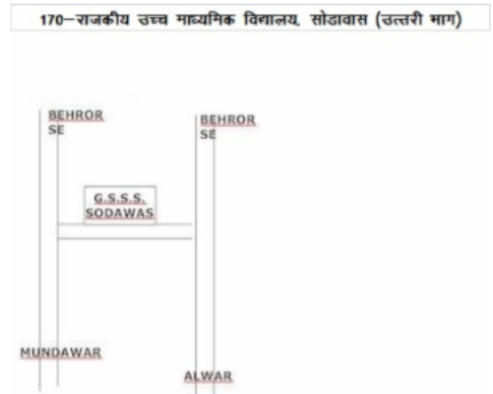 170-राजकीय उच्च माध्यमिक विद्यालय, सोडावास (उत्तरी भाग)
BEHROR
SE
BEHROR
SE
G.S.S.S.
SODAWAS
MUNDAWAR
ALWAR